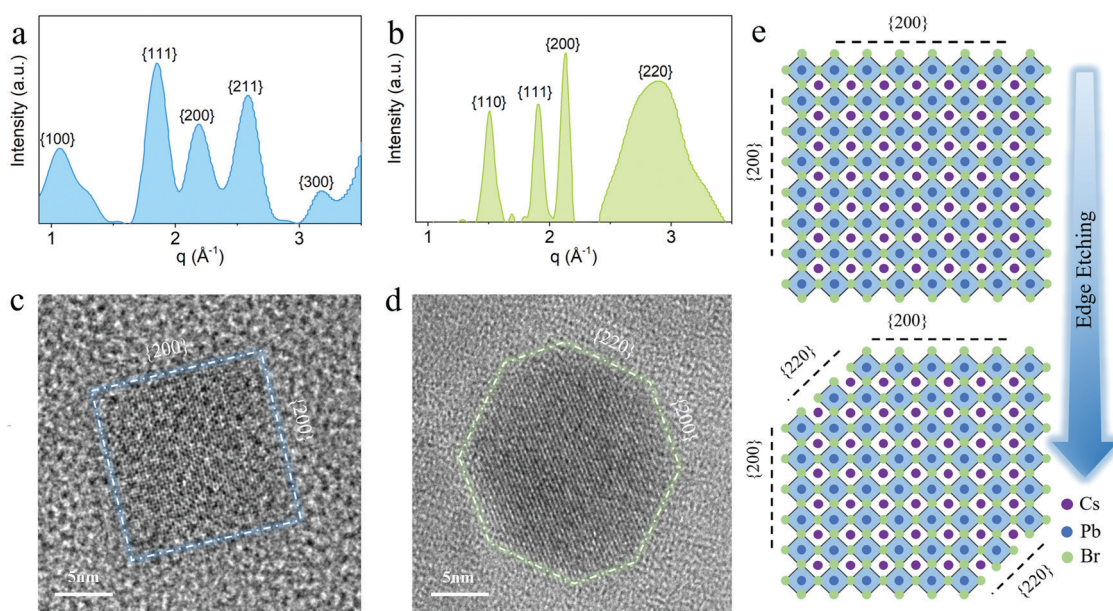 a
Intensity (a.u.)
{100}
{111}
{200}
{211}
{300}
1
2
3
q (Å⁻¹)
b
Intensity (a.u.)
{110}
{111}
{200}
{220}
1
2
3
q (Å⁻¹)
c
{200}
{200}
5nm
d
{220}
{200}
5nm
e
{200}
{200}
Edge Etching
{200}
{220}
{200}
{220}
Cs
Pb
Br